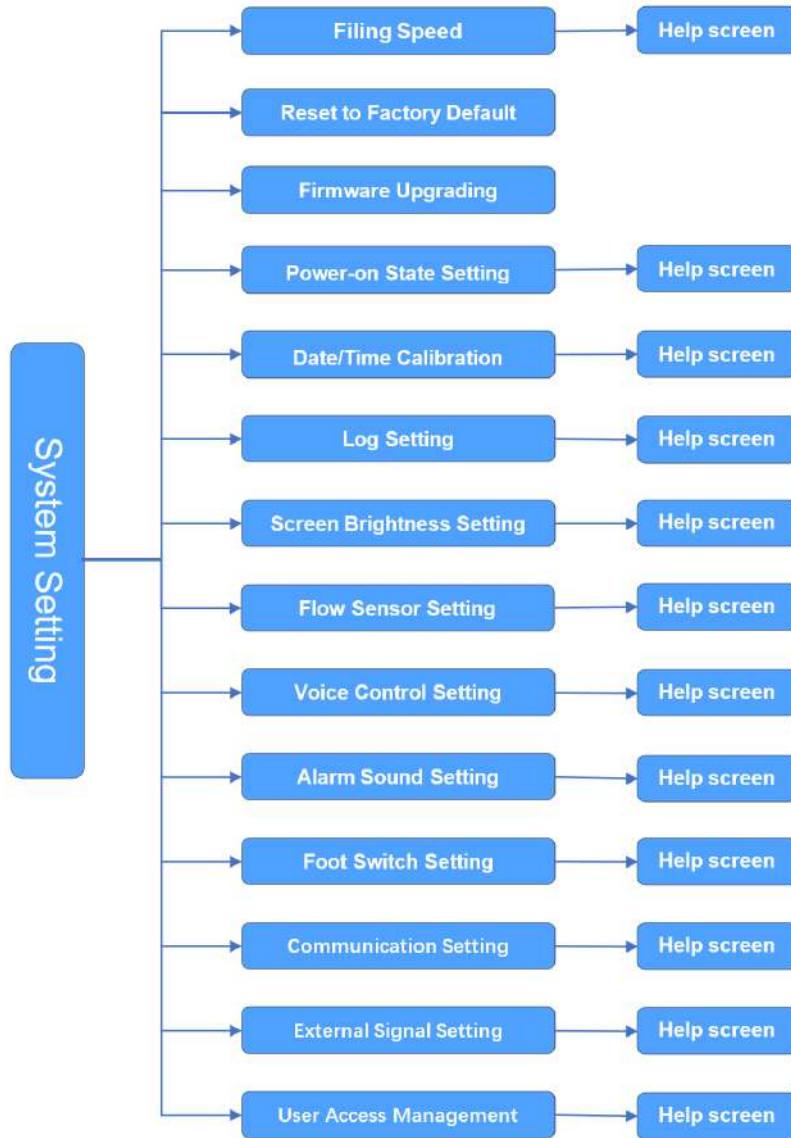 Filing Speed
Help screen
Reset to Factory Default
Firmware Upgrading
Power-on State Setting
Help screen
Date/Time Calibration
Help screen
Log Setting
Help screen
Screen Brightness Setting
Help screen
Flow Sensor Setting
Help screen
Voice Control Setting
Help screen
Alarm Sound Setting
Help screen
Foot Switch Setting
Help screen
Communication Setting
Help screen
External Signal Setting
Help screen
User Access Management
Help screen
System Setting